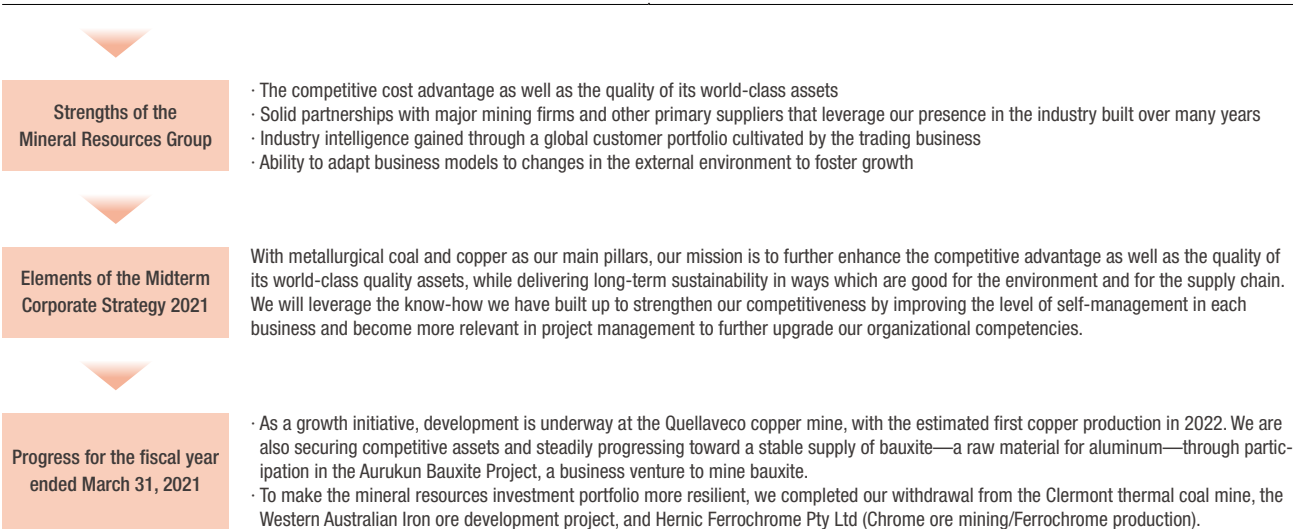 Strengths of the
Mineral Resources Group
· The competitive cost advantage as well as the quality of its world-class assets
· Solid partnerships with major mining firms and other primary suppliers that leverage our presence in the industry built over many years
· Industry intelligence gained through a global customer portfolio cultivated by the trading business
· Ability to adapt business models to changes in the external environment to foster growth
Elements of the Midterm
Corporate Strategy 2021
With metallurgical coal and copper as our main pillars, our mission is to further enhance the competitive advantage as well as the quality of
its world-class quality assets, while delivering long-term sustainability in ways which are good for the environment and for the supply chain.
We will leverage the know-how we have built up to strengthen our competitiveness by improving the level of self-management in each
business and become more relevant in project management to further upgrade our organizational competencies.
Progress for the fiscal year
ended March 31, 2021
· As a growth initiative, development is underway at the Quellaveco copper mine, with the estimated first copper production in 2022. We are
also securing competitive assets and steadily progressing toward a stable supply of bauxite—a raw material for aluminum—through partic-
ipation in the Aurukun Bauxite Project, a business venture to mine bauxite.
· To make the mineral resources investment portfolio more resilient, we completed our withdrawal from the Clermont thermal coal mine, the
Western Australian Iron ore development project, and Hernic Ferrochrome Pty Ltd (Chrome ore mining/Ferrochrome production).